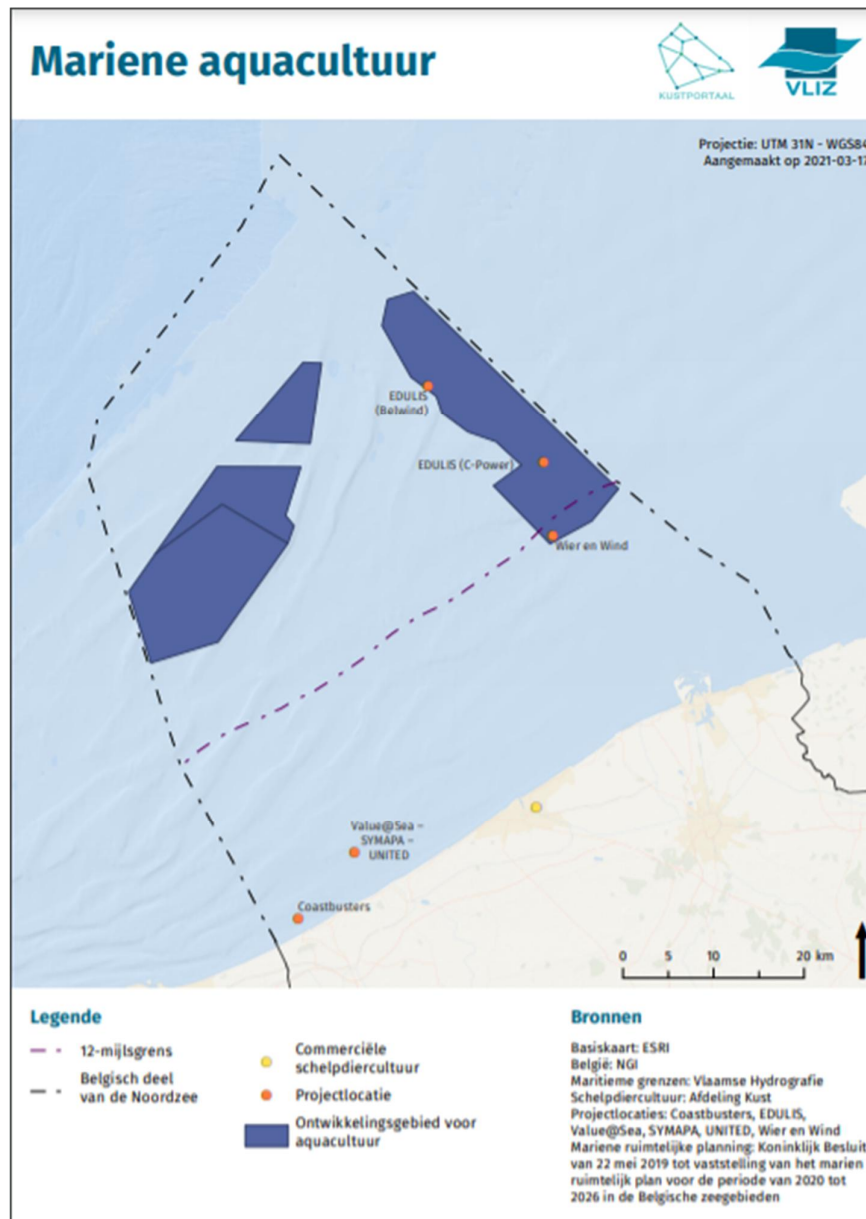 Mariene aquacultuur
KUSTPORTAAL
VLIZ
Projectie: UTM 31N - WGS84
Aangemaakt op 2021-03-17
EDULIS
(Belwind)
EDULIS (C-Power)
Wier en Wind
Value@Sea –
SYMAPA –
UNITED
Coastbusters
0 5 10 20 km
Legende
12-mijlsgrens
Belgisch deel
van de Noordzee
Commerciële
schelpdiercultuur
Projectlocatie
Ontwikkelingsgebied voor
aquacultuur
Bronnen
Basiskaart: ESRI
België: NGI
Maritieme grenzen: Vlaamse Hydrografie
Schelpdiercultuur: Afdeling Kust
Projectlocaties: Coastbusters, EDULIS,
Value@Sea, SYMAPA, UNITED, Wier en Wind
Mariene ruimtelijke planning: Koninklijk Besluit
van 22 mei 2019 tot vaststelling van het marien
ruimtelijk plan voor de periode van 2020 tot
2026 in de Belgische zeegebieden